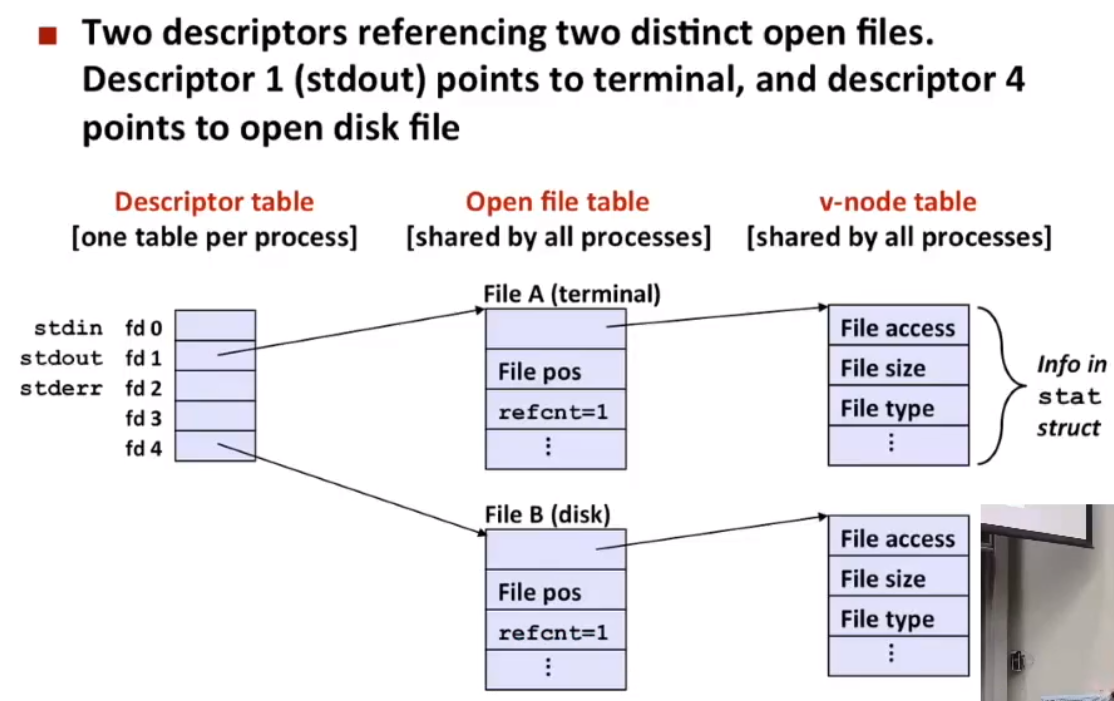 Two descriptors referencing two distinct open files.
Descriptor 1 (stdout) points to terminal, and descriptor 4
points to open disk file
Descriptor table
[one table per process]
Open file table
[shared by all processes]
v-node table
[shared by all processes]
stdin fd 0
stdout fd 1
stderr fd 2
fd 3
fd 4
File A (terminal)
File pos
refcnt=1
⋮
File access
File size
File type
⋮
Info in
stat
struct
File B (disk)
File pos
refcnt=1
⋮
File access
File size
File type
⋮